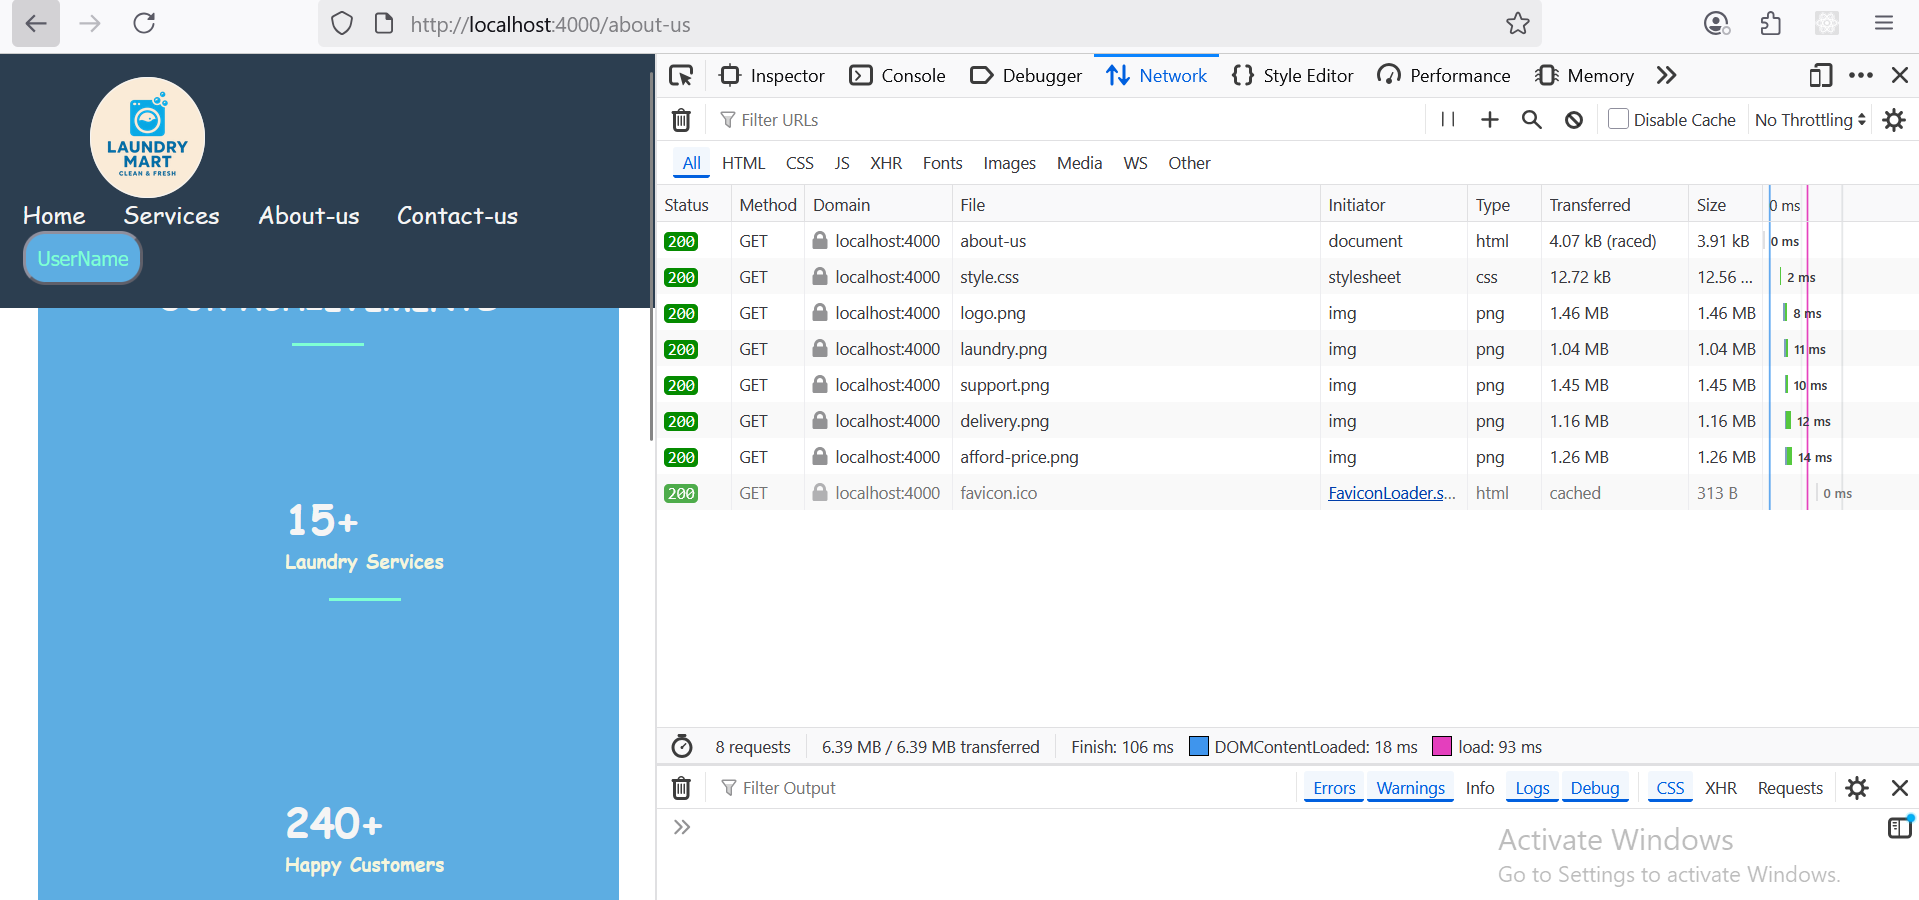 http://localhost:4000/about-us
LAUNDRY
MART
CLEAN & FRESH
Home Services About-us Contact-us
UserName
OUR ACHIEVEMENTS
15+
Laundry Services
240+
Happy Customers
Inspector Console Debugger Network Style Editor Performance Memory
Filter URLs Disable Cache No Throttling
All HTML CSS JS XHR Fonts Images Media WS Other
Status Method Domain File Initiator Type Transferred Size 0 ms
200 GET localhost:4000 about-us document html 4.07 kB (raced) 3.91 kB 0 ms
200 GET localhost:4000 style.css stylesheet css 12.72 kB 12.56 ... 2 ms
200 GET localhost:4000 logo.png img png 1.46 MB 1.46 MB 8 ms
200 GET localhost:4000 laundry.png img png 1.04 MB 1.04 MB 11 ms
200 GET localhost:4000 support.png img png 1.45 MB 1.45 MB 10 ms
200 GET localhost:4000 delivery.png img png 1.16 MB 1.16 MB 12 ms
200 GET localhost:4000 afford-price.png img png 1.26 MB 1.26 MB 14 ms
200 GET localhost:4000 favicon.ico FaviconLoader.s... html cached 313 B 0 ms
8 requests 6.39 MB / 6.39 MB transferred Finish: 106 ms DOMContentLoaded: 18 ms load: 93 ms
Filter Output Errors Warnings Info Logs Debug CSS XHR Requests
Activate Windows
Go to Settings to activate Windows.